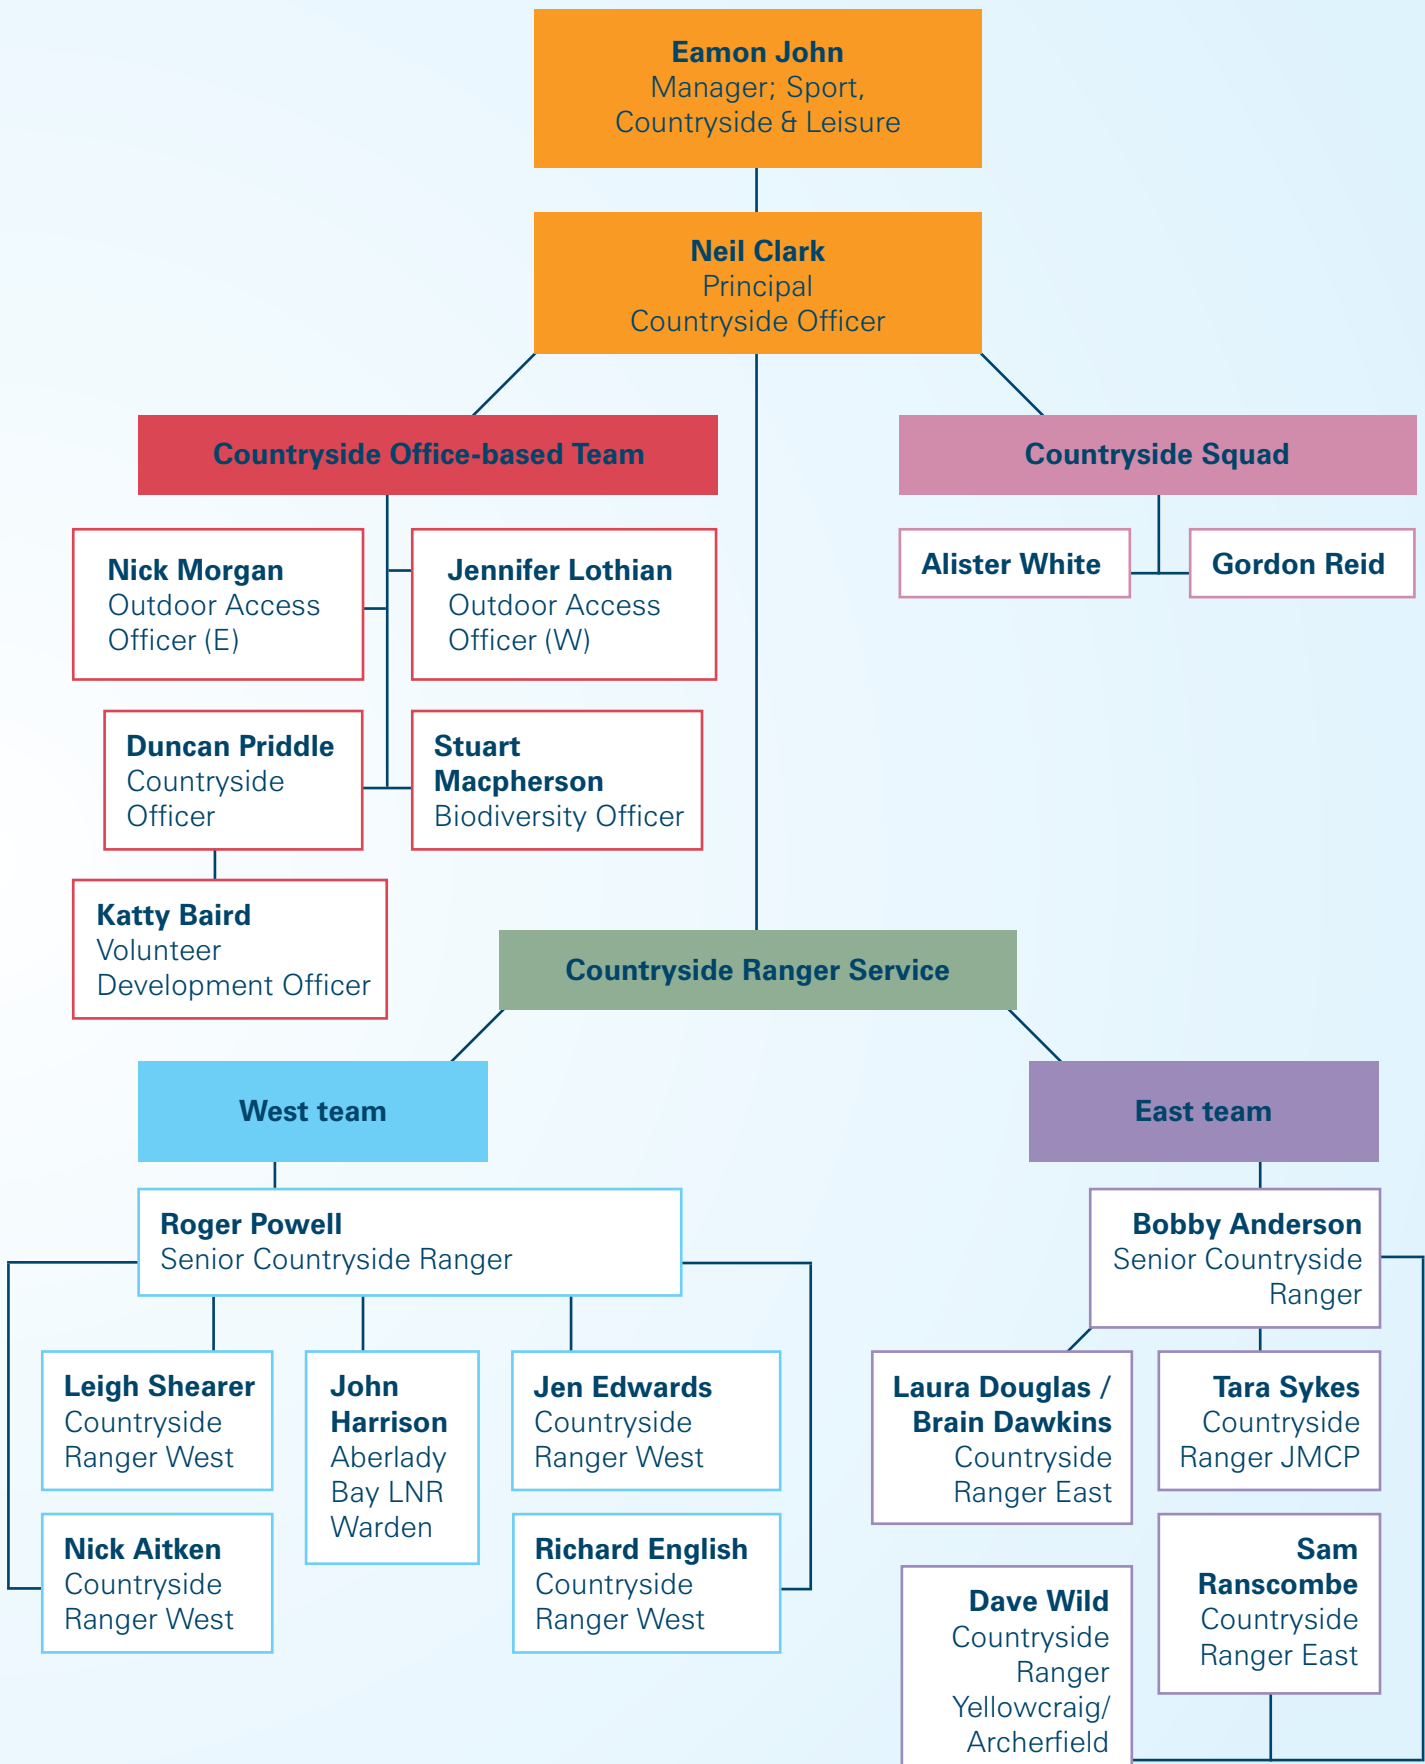 Eamon John
Manager; Sport,
Countryside & Leisure
Neil Clark
Principal
Countryside Officer
Countryside Office-based Team
Countryside Squad
Nick Morgan
Outdoor Access
Officer (E)
Jennifer Lothian
Outdoor Access
Officer (W)
Alister White
Gordon Reid
Duncan Priddle
Countryside
Officer
Stuart
Macpherson
Biodiversity Officer
Katty Baird
Volunteer
Development Officer
Countryside Ranger Service
West team
East team
Roger Powell
Senior Countryside Ranger
Bobby Anderson
Senior Countryside
Ranger
Leigh Shearer
Countryside
Ranger West
John
Harrison
Aberlady
Bay LNR
Warden
Jen Edwards
Countryside
Ranger West
Laura Douglas /
Brain Dawkins
Countryside
Ranger East
Tara Sykes
Countryside
Ranger JMCP
Nick Aitken
Countryside
Ranger West
Richard English
Countryside
Ranger West
Dave Wild
Countryside
Ranger
Yellowcraig/
Archerfield
Sam
Ranscombe
Countryside
Ranger East